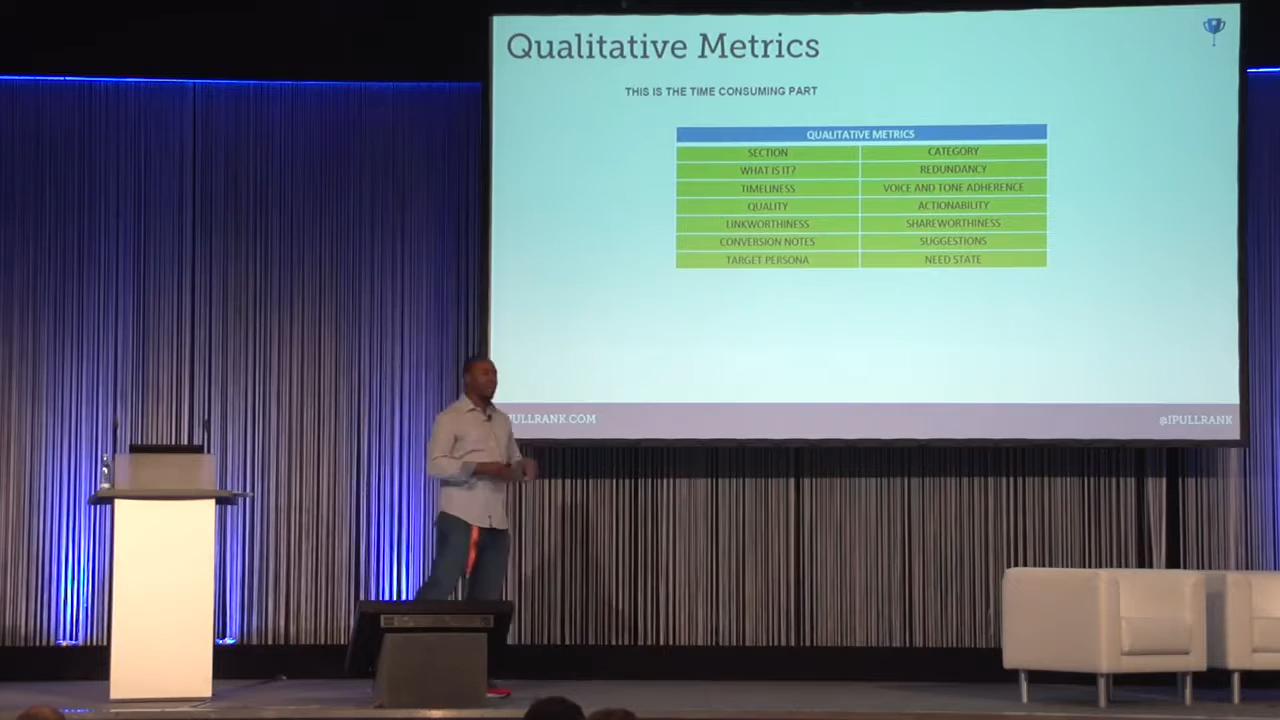 Qualitative Metrics
THIS IS THE TIME CONSUMING PART
QUALITATIVE METRICS
SECTION CATEGORY
WHAT IS IT? REDUNDANCY
TIMELINESS VOICE AND TONE ADHERENCE
QUALITY ACTIONABILITY
LINKWORTHINESS SHAREWORTHINESS
CONVERSION NOTES SUGGESTIONS
TARGET PERSONA NEED STATE
PULLRANK.COM @IPULLRANK